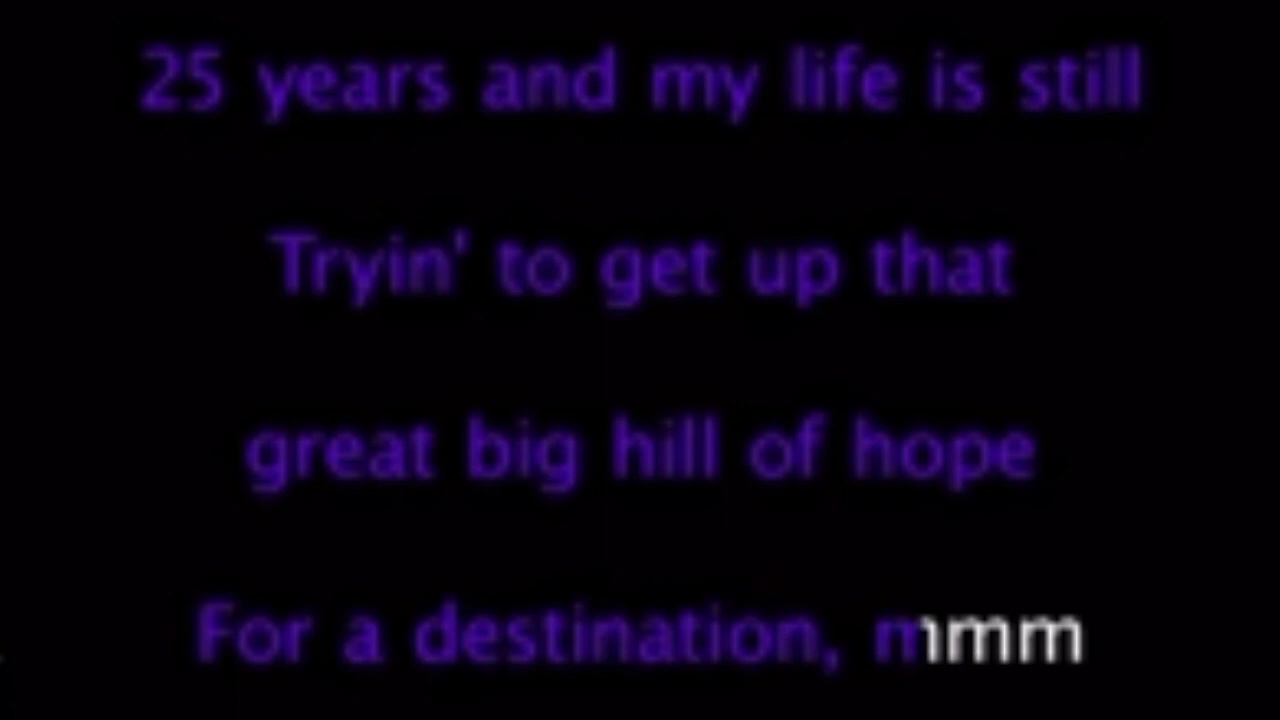 25 years and my life is still
Tryin' to get up that
great big hill of hope
For a destination, mmm